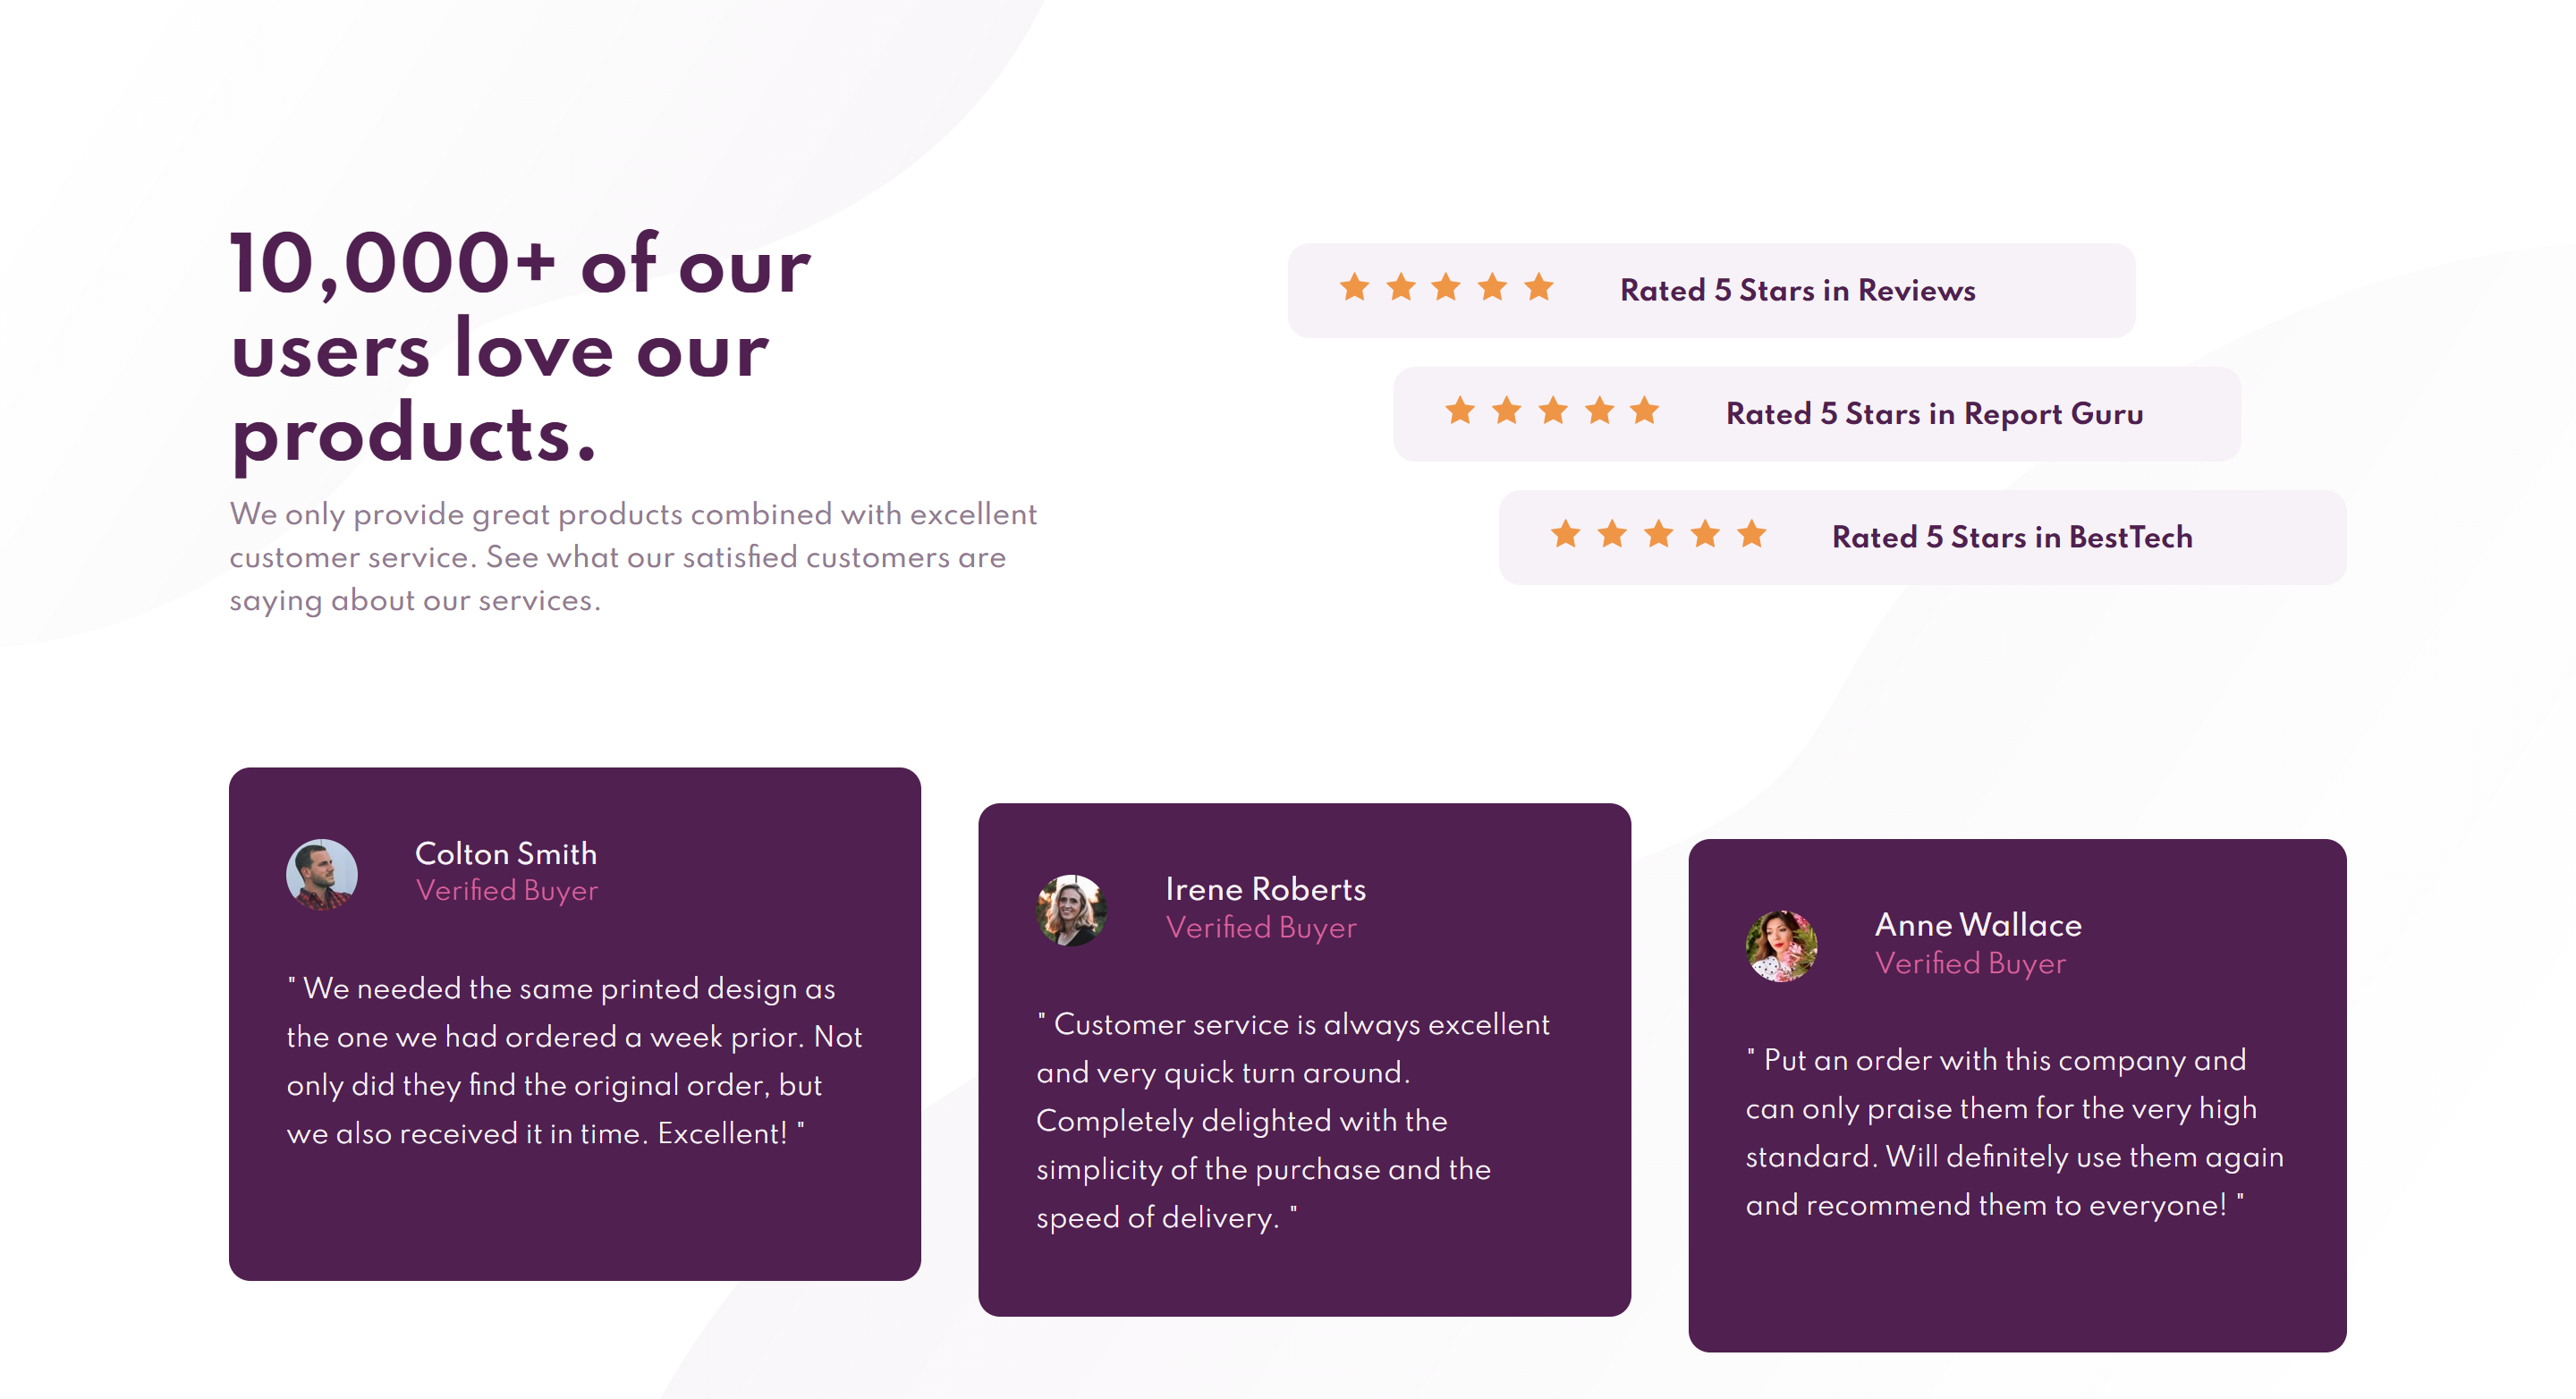 10,000+ of our
users love our
products.
We only provide great products combined with excellent
customer service. See what our satisfied customers are
saying about our services.
Rated 5 Stars in Reviews
Rated 5 Stars in Report Guru
Rated 5 Stars in BestTech
Colton Smith
Verified Buyer
" We needed the same printed design as
the one we had ordered a week prior. Not
only did they find the original order, but
we also received it in time. Excellent! "
Irene Roberts
Verified Buyer
" Customer service is always excellent
and very quick turn around.
Completely delighted with the
simplicity of the purchase and the
speed of delivery. "
Anne Wallace
Verified Buyer
" Put an order with this company and
can only praise them for the very high
standard. Will definitely use them again
and recommend them to everyone! "